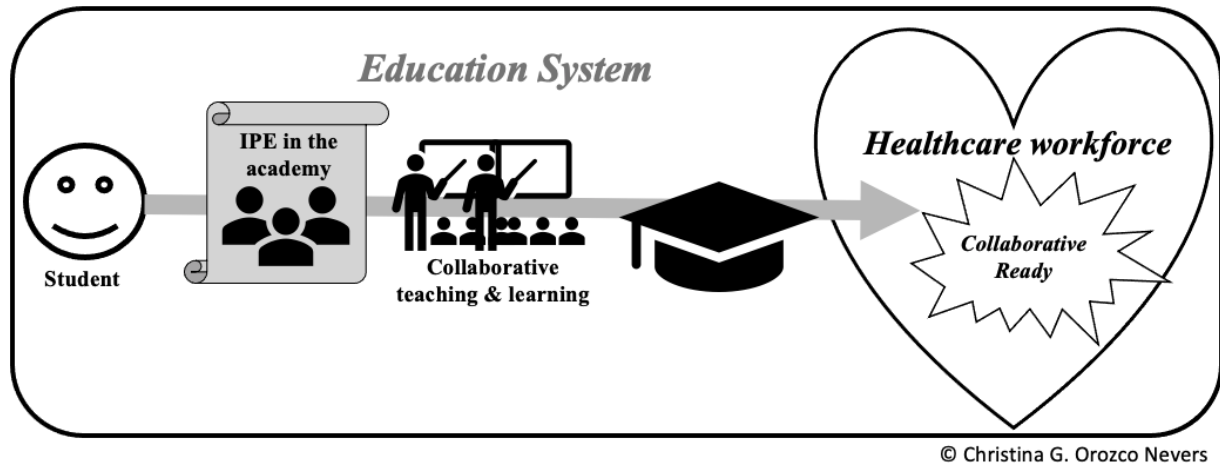 Education System
IPE in the
academy
Healthcare workforce
Collaborative
Ready
Student
Collaborative
teaching & learning
© Christina G. Orozco Nevers